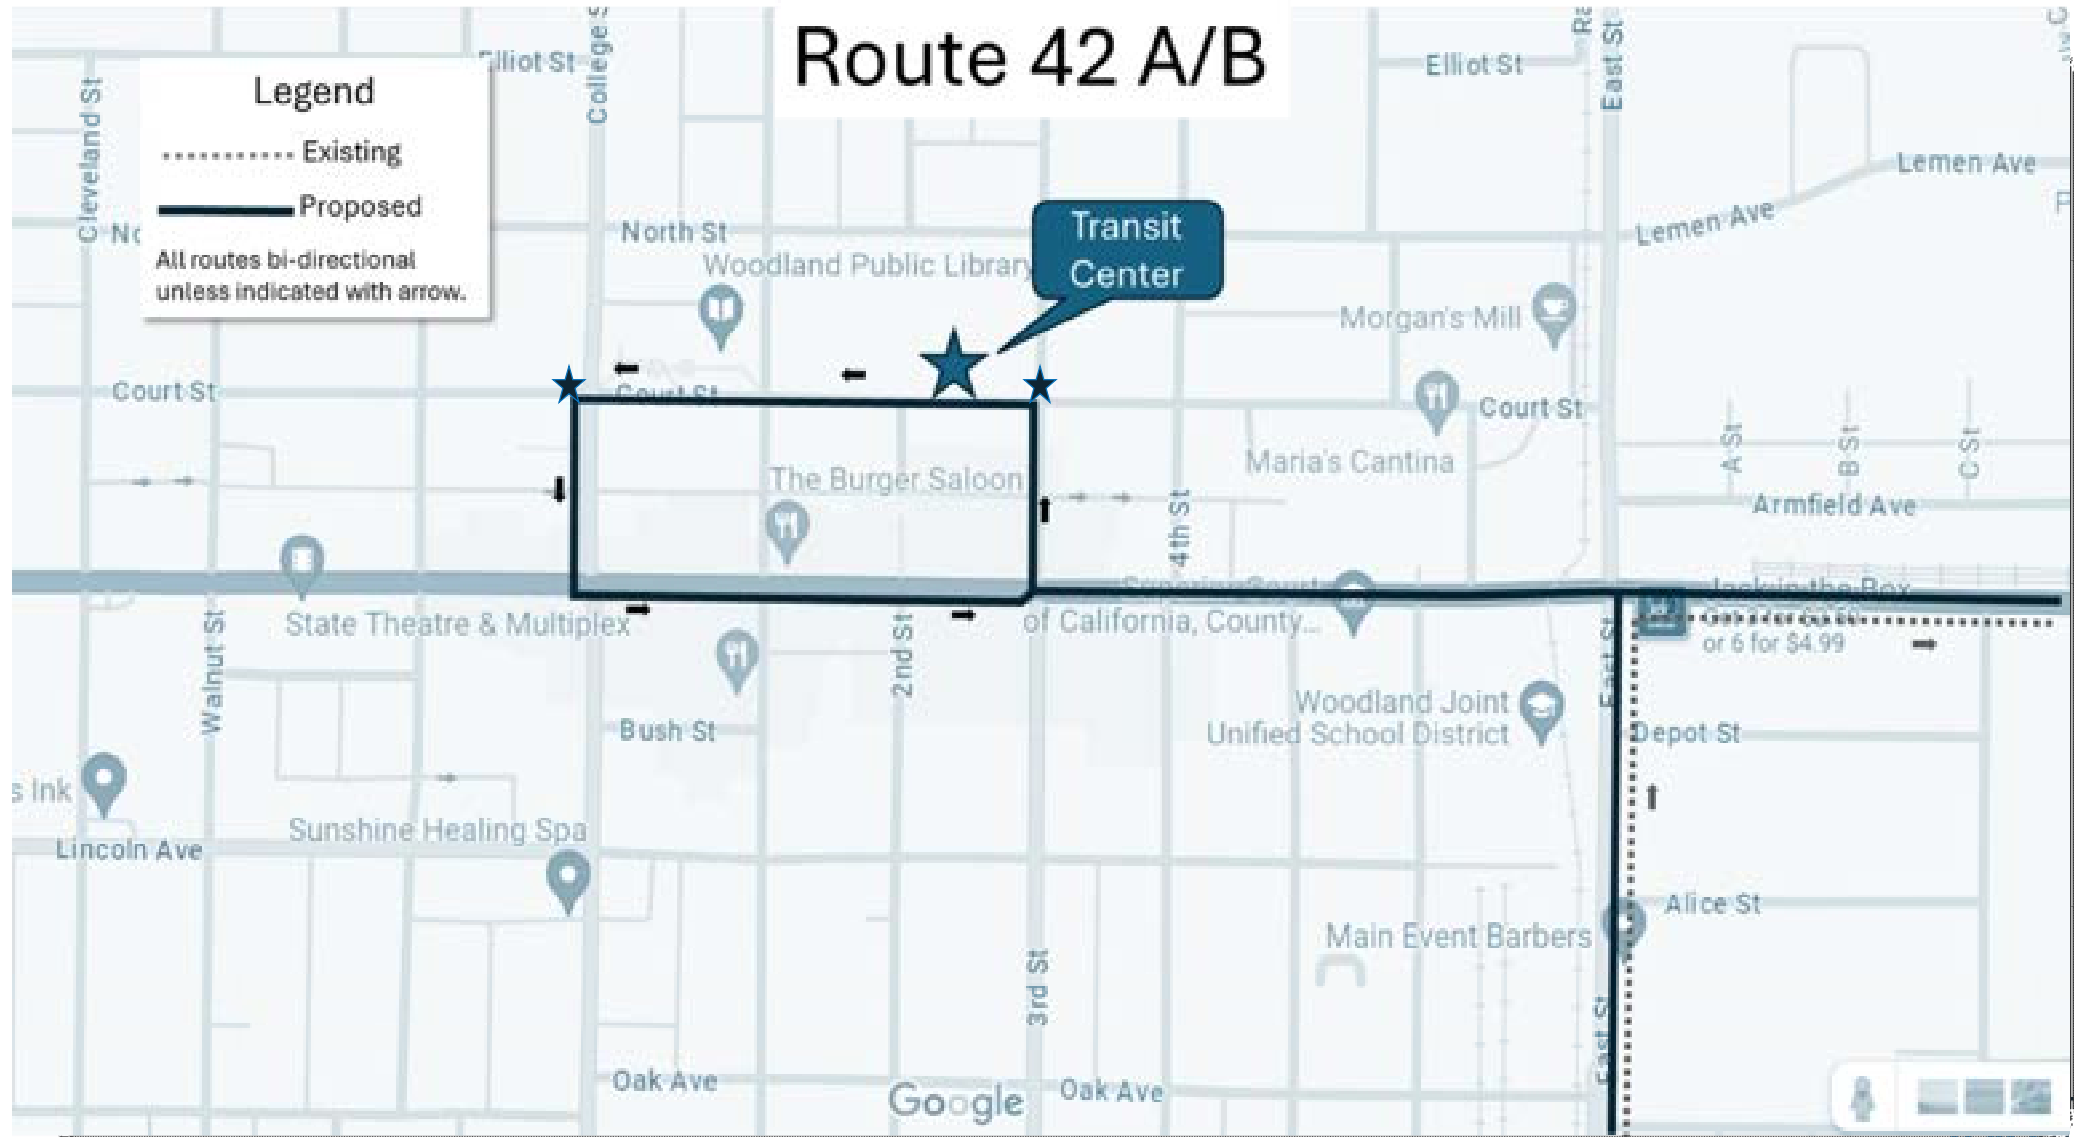 Route 42 A/B
Legend
Existing
Proposed
All routes bi-directional
unless indicated with arrow.
Elliot St
Elliot St
Cleveland St
College
East St
Lemen Ave
Lemen Ave
North St
Woodland Public Library
Transit
Center
Morgan's Mill
Court St
Court St
Court St
Maria's Cantina
The Burger Saloon
4th St
A St
B St
C St
Armfield Ave
State Theatre & Multiplex
Superior Court
of California, County...
Jack in the Box
or 6 for $4.99
Walnut St
2nd St
East St
Woodland Joint
Unified School District
Bush St
Depot St
s Ink
Sunshine Healing Spa
Lincoln Ave
Alice St
Main Event Barbers
3rd St
East St
Oak Ave
Oak Ave
Google